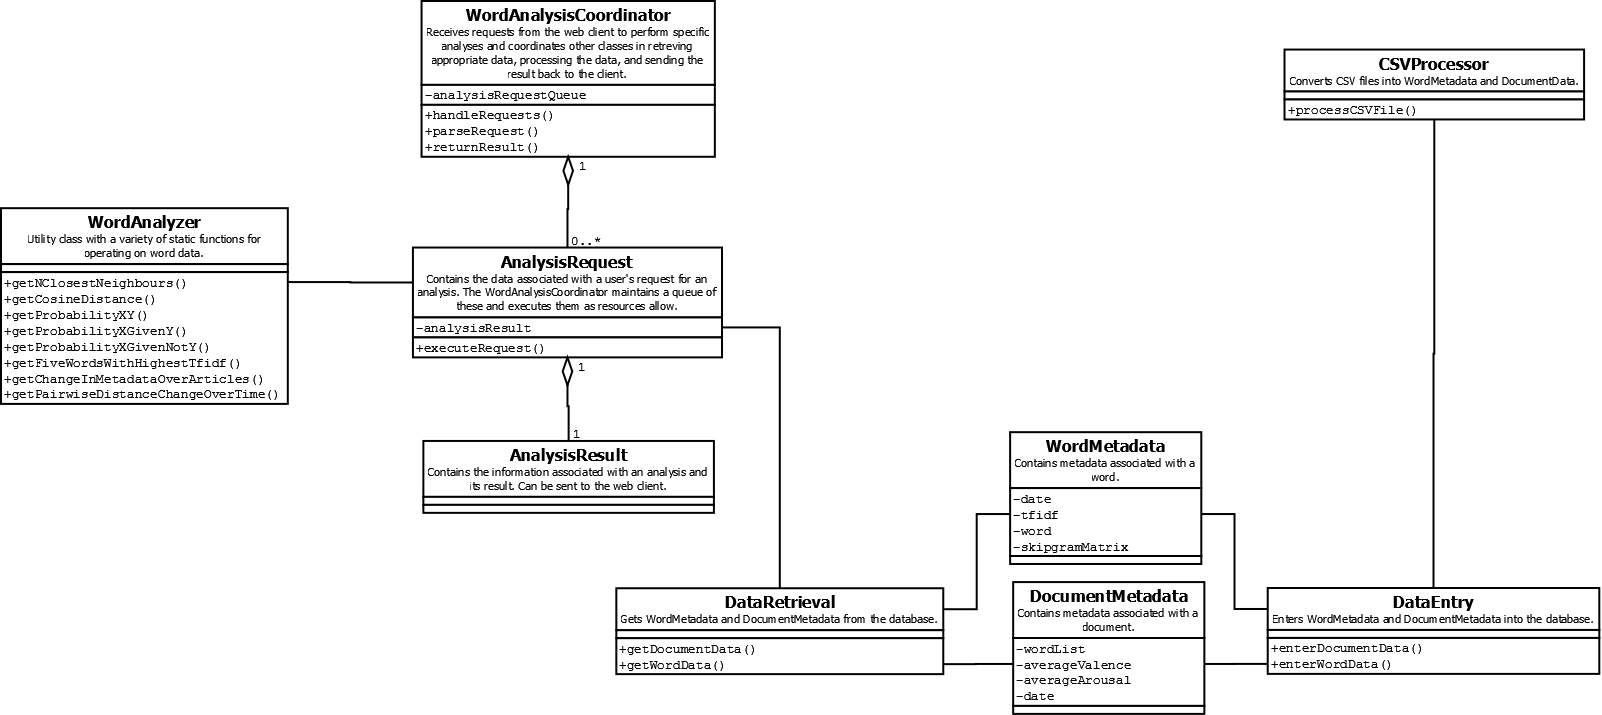 WordAnalysisCoordinator
Receives requests from the web client to perform specific
analyses and coordinates other classes in retreving
appropriate data, processing the data, and sending the
result back to the client.
-analysisRequestQueue
+handleRequests()
+parseRequest()
+returnResult()
CSVProcessor
Converts CSV files into WordMetadata and DocumentData.
+processCSVFile()
1
0..*
WordAnalyzer
Utility class with a variety of static functions for
operating on word data.
+getNClosestNeighbours()
+getCosineDistance()
+getProbabilityXY()
+getProbabilityXGivenY()
+getProbabilityXGivenNotY()
+getFiveWordsWithHighestTfidf()
+getChangeInMetadataOverArticles()
+getPairwiseDistanceChangeOverTime()
AnalysisRequest
Contains the data associated with a user's request for an
analysis. The WordAnalysisCoordinator maintains a queue of
these and executes them as resources allow.
-analysisResult
+executeRequest()
1
1
AnalysisResult
Contains the information associated with an analysis and
its result. Can be sent to the web client.
WordMetadata
Contains metadata associated with a
word.
-date
-tfidf
-word
-skipgramMatrix
DataRetrieval
Gets WordMetadata and DocumentMetadata from the database.
+getDocumentData()
+getWordData()
DocumentMetadata
Contains metadata associated with a
document.
-wordList
-averageValence
-averageArousal
-date
DataEntry
Enters WordMetadata and DocumentMetadata into the database.
+enterDocumentData()
+enterWordData()